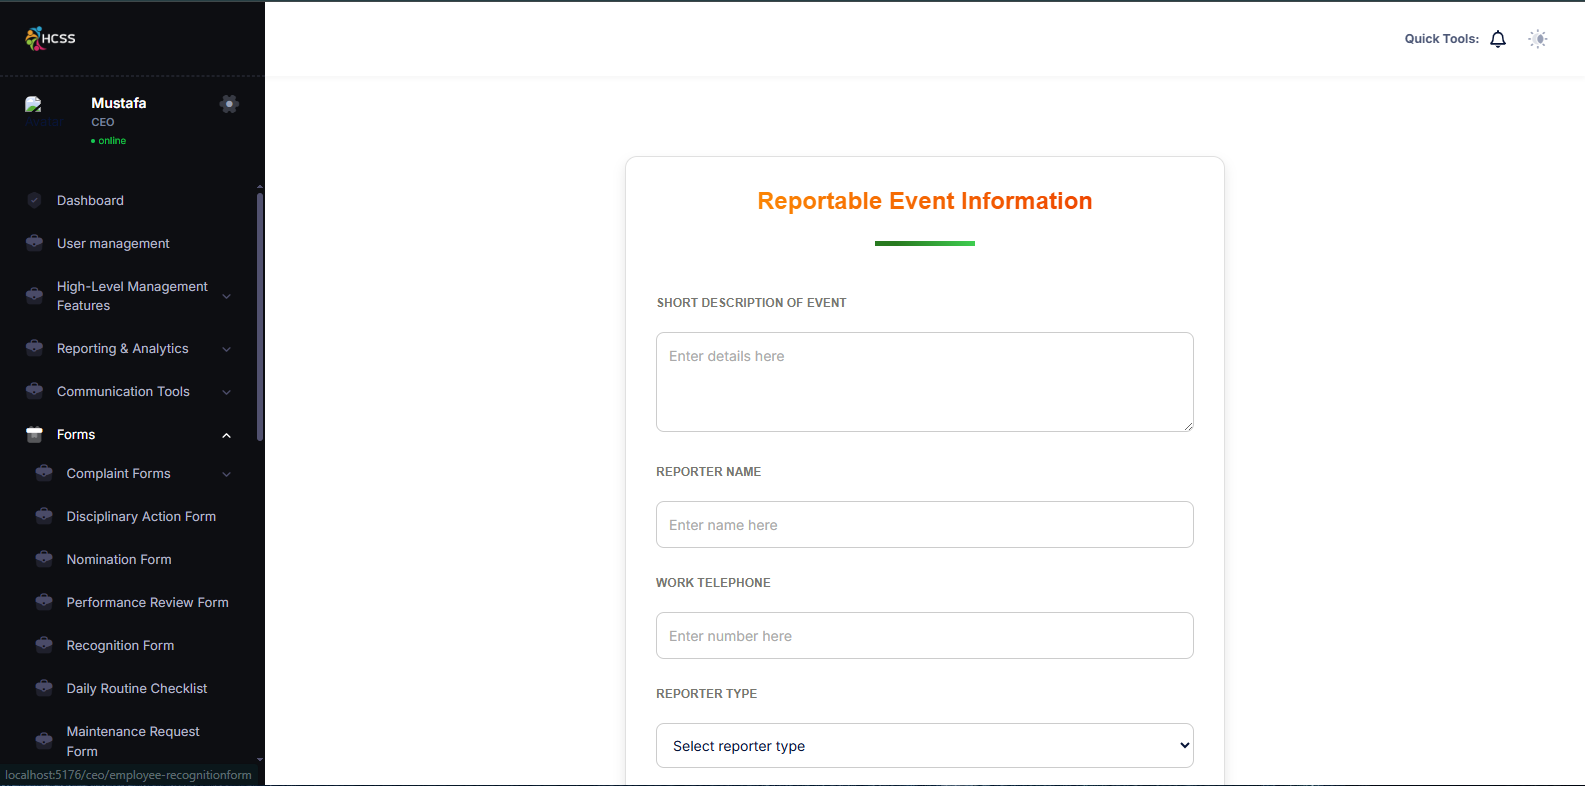 HCSS
Quick Tools:
Mustafa
CEO
online
Dashboard
User management
High-Level Management
Features
Reporting & Analytics
Communication Tools
Forms
Complaint Forms
Disciplinary Action Form
Nomination Form
Performance Review Form
Recognition Form
Daily Routine Checklist
Maintenance Request
Form
localhost:5176/ceo/employee-recognitionform
Reportable Event Information
SHORT DESCRIPTION OF EVENT
Enter details here
REPORTER NAME
Enter name here
WORK TELEPHONE
Enter number here
REPORTER TYPE
Select reporter type